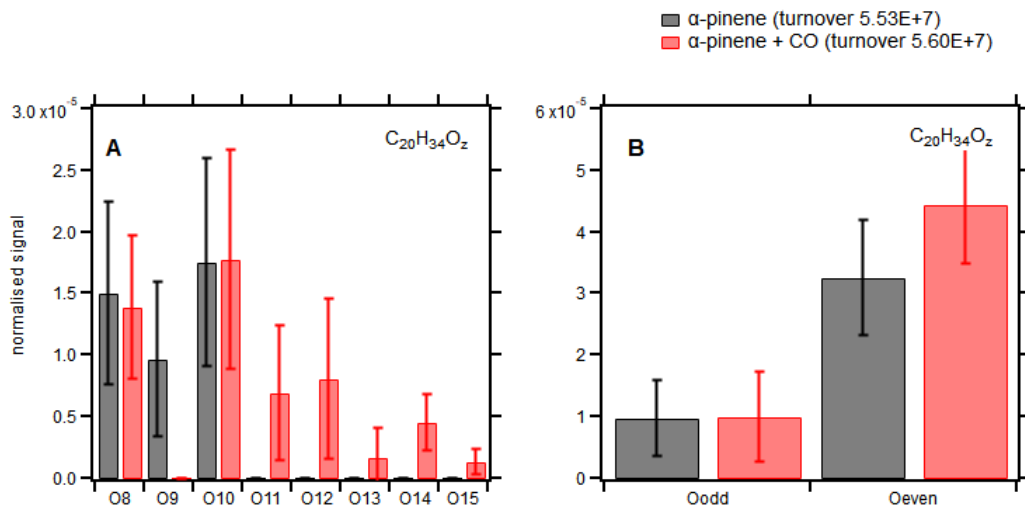 α-pinene (turnover 5.53E+7)
α-pinene + CO (turnover 5.60E+7)
3.0 x10⁻⁵
A
C₂₀H₃₄O_z
2.5
2.0
1.5
1.0
0.5
0.0
normalised signal
O8 O9 O10 O11 O12 O13 O14 O15
6 x10⁻⁵
B
C₂₀H₃₄O_z
5
4
3
2
1
0
Oodd Oeven